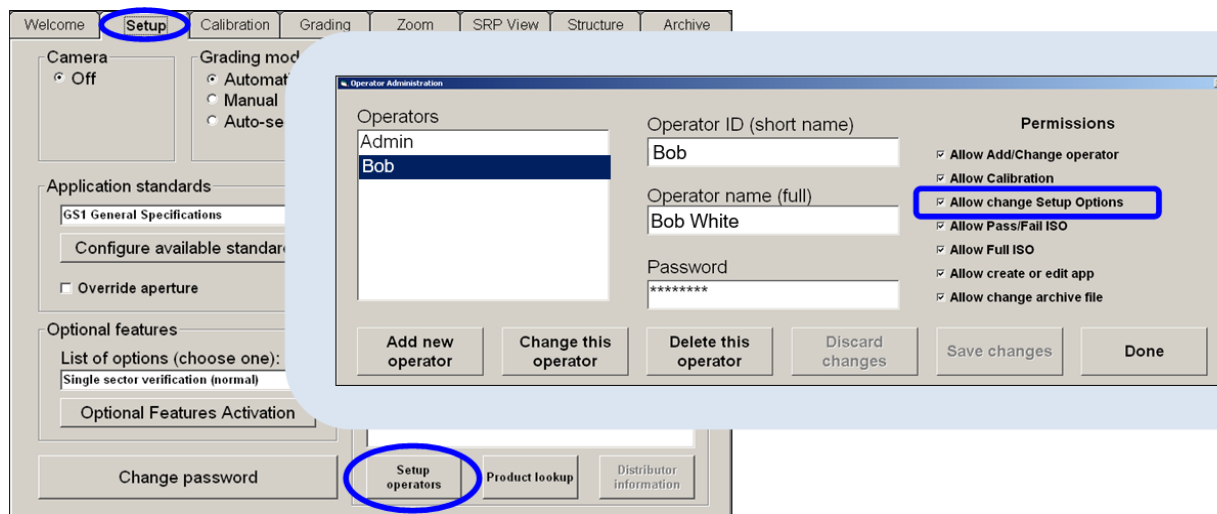 Welcome
Setup
Calibration
Grading
Zoom
SRP View
Structure
Archive
Camera
Off
Grading mod
Automati
Manual
Auto-se
Application standards
GS1 General Specifications
Configure available standar
Override aperture
Optional features
List of options (choose one):
Single sector verification (normal)
Optional Features Activation
Change password
Setup
operators
Product lookup
Distributor
information
Operator Administration
Operators
Admin
Bob
Operator ID (short name)
Bob
Operator name (full)
Bob White
Password
********
Permissions
Allow Add/Change operator
Allow Calibration
Allow change Setup Options
Allow Pass/Fail ISO
Allow Full ISO
Allow create or edit app
Allow change archive file
Add new
operator
Change this
operator
Delete this
operator
Discard
changes
Save changes
Done